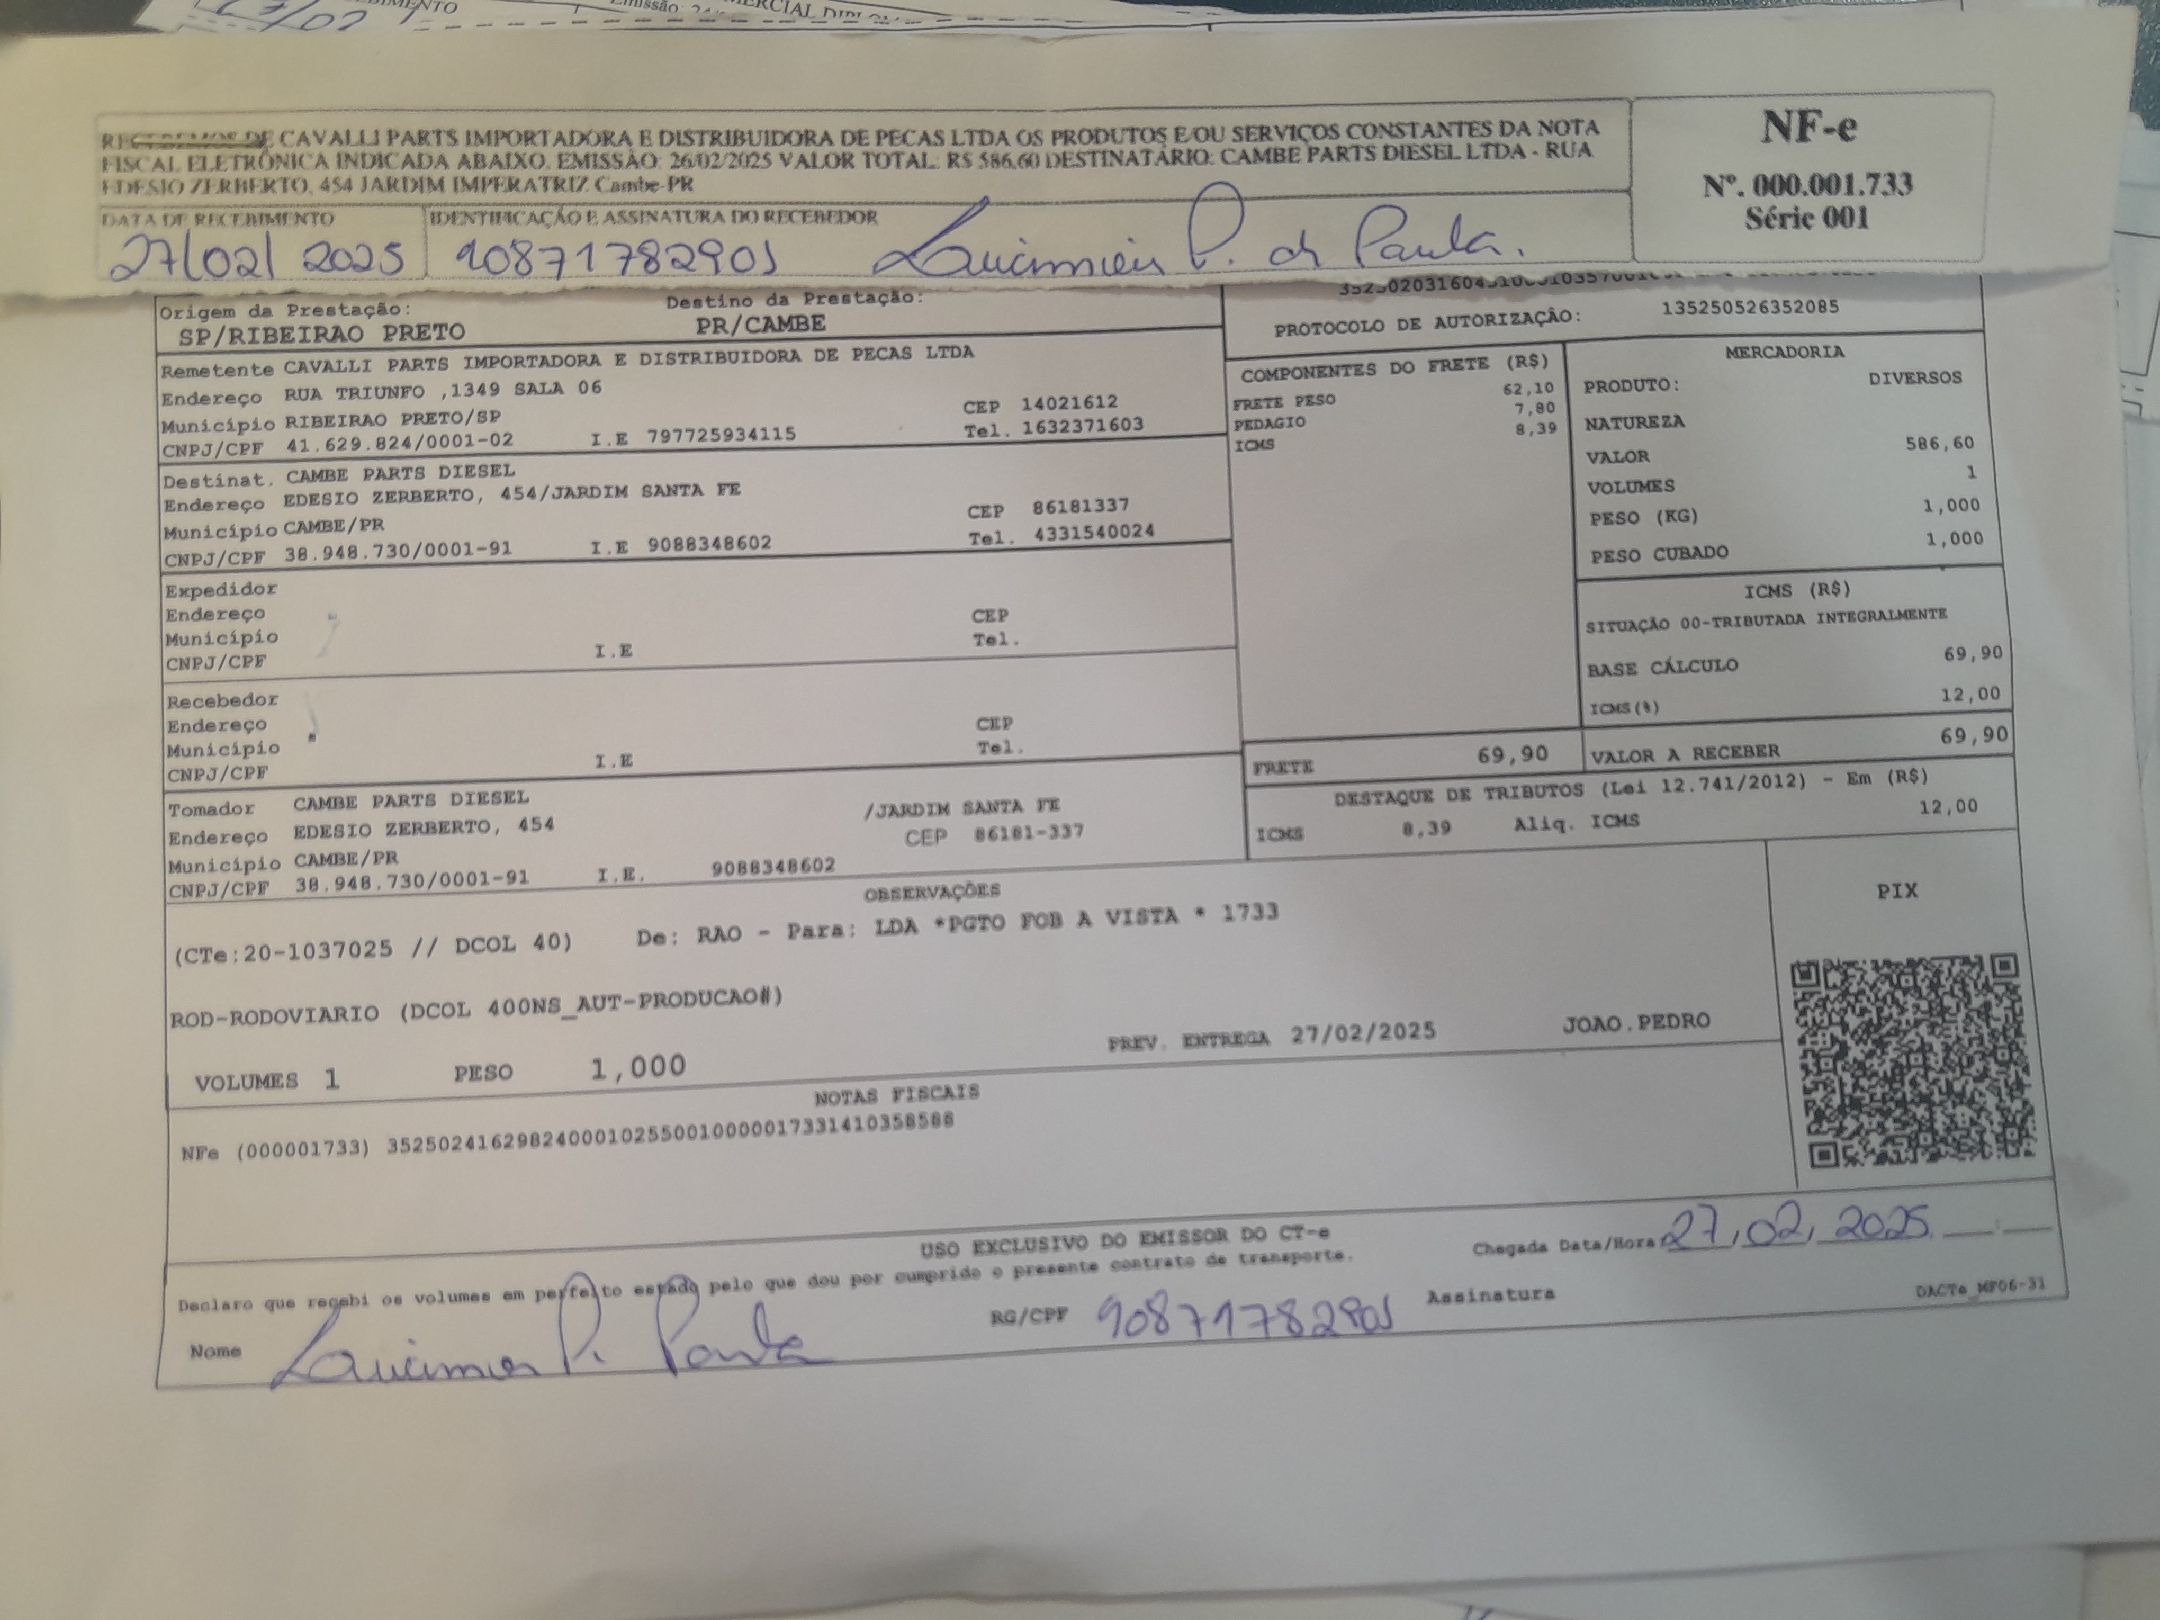 RECEBEMOS DE CAVALLI PARTS IMPORTADORA E DISTRIBUIDORA DE PECAS LTDA OS PRODUTOS E/OU SERVIÇOS CONSTANTES DA NOTA
FISCAL ELETRÔNICA INDICADA ABAIXO. EMISSÃO: 26/02/2025 VALOR TOTAL: R$ 586,60 DESTINATÁRIO: CAMBE PARTS DIESEL LTDA - RUA
EDESIO ZERBERTO, 454 JARDIM IMPERATRIZ Cambe-PR
NF-e
Nº. 000.001.733
Série 001
DATA DE RECEBIMENTO
IDENTIFICAÇÃO E ASSINATURA DO RECEBEDOR
27/02/2025
P. de Paula.
Origem da Prestação:
SP/RIBEIRAO PRETO
Destino da Prestação:
PR/CAMBE
PROTOCOLO DE AUTORIZAÇÃO: 135250526352085
Remetente CAVALLI PARTS IMPORTADORA E DISTRIBUIDORA DE PECAS LTDA
Endereço RUA TRIUNFO ,1349 SALA 06
Município RIBEIRAO PRETO/SP CEP 14021612
CNPJ/CPF 41.629.824/0001-02 I.E 797725934115 Tel. 1632371603
Destinat. CAMBE PARTS DIESEL
Endereço EDESIO ZERBERTO, 454/JARDIM SANTA FE
Município CAMBE/PR CEP 86181337
CNPJ/CPF 38.948.730/0001-91 I.E 9088348602 Tel. 4331540024
Expedidor
Endereço CEP
Município Tel.
CNPJ/CPF I.E
Recebedor
Endereço CEP
Município Tel.
CNPJ/CPF I.E
Tomador CAMBE PARTS DIESEL /JARDIM SANTA FE
Endereço EDESIO ZERBERTO, 454 CEP 86181-337
Município CAMBE/PR
CNPJ/CPF 38.948.730/0001-91 I.E. 9088348602
COMPONENTES DO FRETE (R$)
FRETE PESO 62,10
PEDAGIO 7,80
ICMS 8,39
MERCADORIA
PRODUTO: DIVERSOS
NATUREZA
VALOR 586,60
VOLUMES 1
PESO (KG) 1,000
PESO CUBADO 1,000
ICMS (R$)
SITUAÇÃO 00-TRIBUTADA INTEGRALMENTE
BASE CÁLCULO 69,90
ICMS(%) 12,00
FRETE 69,90
VALOR A RECEBER 69,90
DESTAQUE DE TRIBUTOS (Lei 12.741/2012) - Em (R$)
ICMS 8,39 Aliq. ICMS 12,00
OBSERVAÇÕES
(CTe:20-1037025 // DCOL 40) De: RAO - Para: LDA *PGTO FOB A VISTA * 1733
ROD-RODOVIARIO (DCOL 400NS_AUT-PRODUCAO#)
PREV. ENTREGA 27/02/2025 JOAO.PEDRO
VOLUMES 1 PESO 1,000
PIX
NOTAS FISCAIS
NFe (000001733) 35250241629824000102550010000017331410358588
USO EXCLUSIVO DO EMISSOR DO CT-e
Declaro que recebi os volumes em perfeito estado pelo que dou por cumprido o presente contrato de transporte.
Chegada Data/Hora 27/02/2025
Nome P. Paula
RG/CPF
Assinatura
DACTe_MF06-31